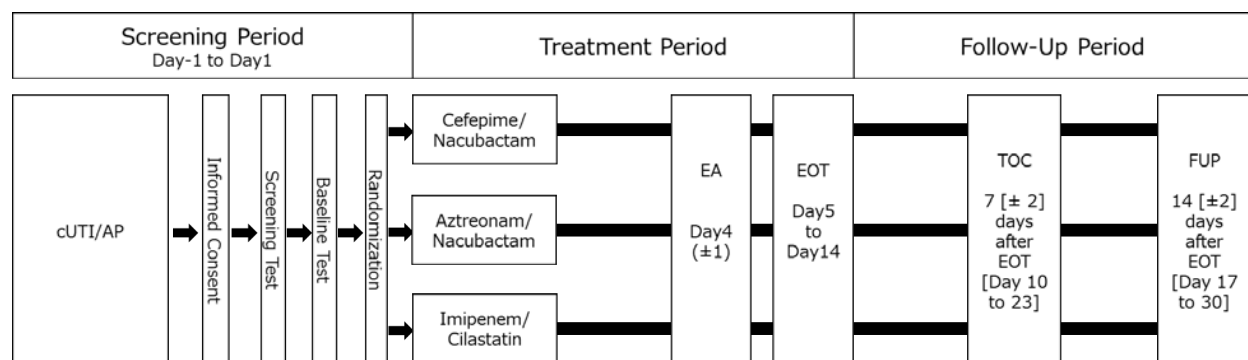 Screening Period
Day-1 to Day1
Treatment Period
Follow-Up Period
cUTI/AP
Informed Consent
Screening Test
Baseline Test
Randomization
Cefepime/
Nacubactam
Aztreonam/
Nacubactam
Imipenem/
Cilastatin
EA
Day4
(±1)
EOT
Day5
to
Day14
TOC
7 [± 2]
days
after
EOT
[Day 10
to 23]
FUP
14 [±2]
days
after
EOT
[Day 17
to 30]